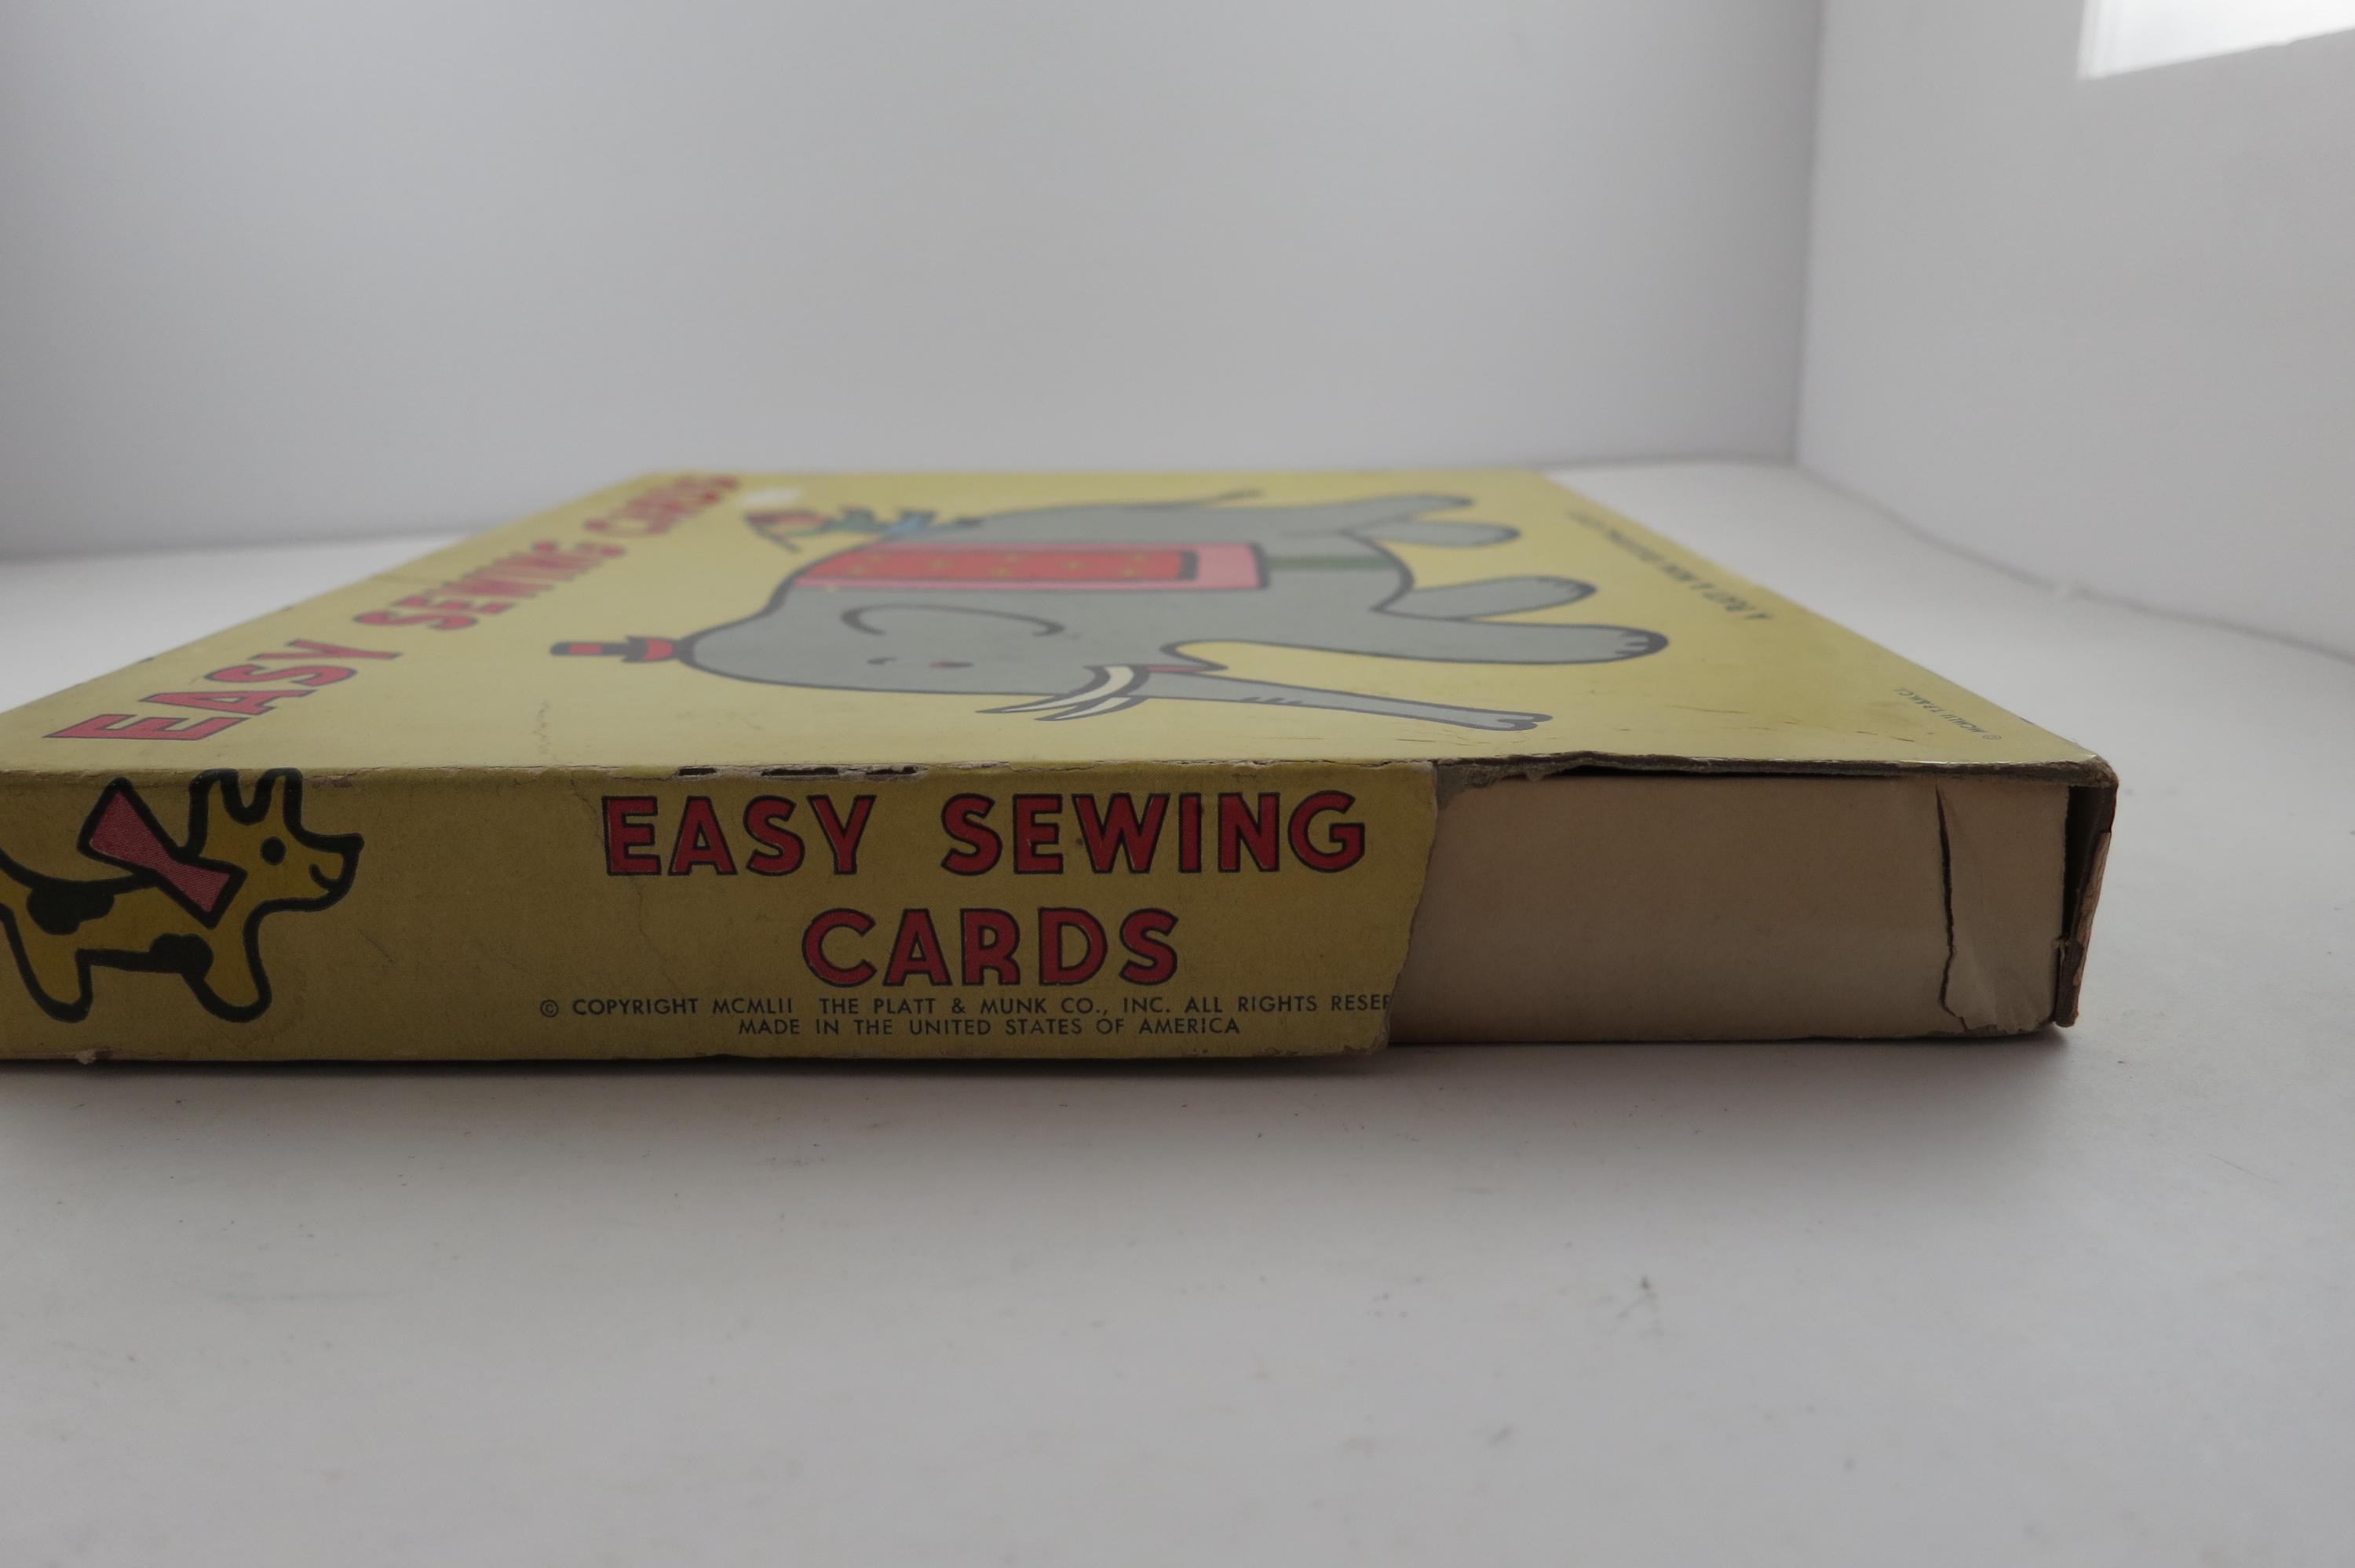 EASY SEWING CARDS
EASY SEWING
CARDS
© COPYRIGHT MCMLII THE PLATT & MUNK CO., INC. ALL RIGHTS RESER
MADE IN THE UNITED STATES OF AMERICA